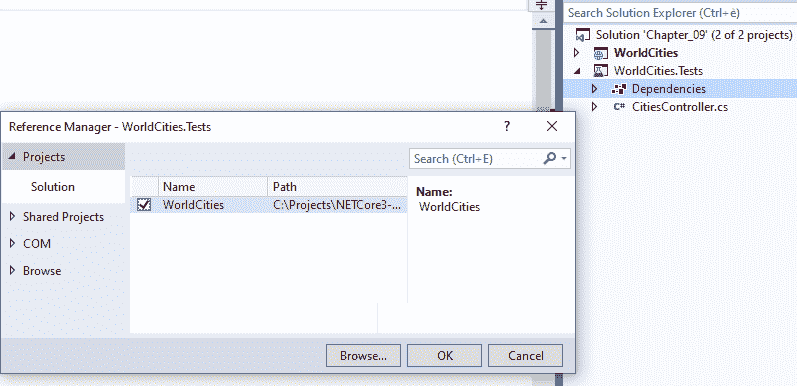 Search Solution Explorer (Ctrl+è)
Solution 'Chapter_09' (2 of 2 projects)
WorldCities
WorldCities.Tests
Dependencies
C# CitiesController.cs
Reference Manager - WorldCities.Tests
?
Projects
Solution
Shared Projects
COM
Browse
Search (Ctrl+E)
Name Path
WorldCities C:\Projects\NETCore3-...
Name:
WorldCities
Browse... OK Cancel